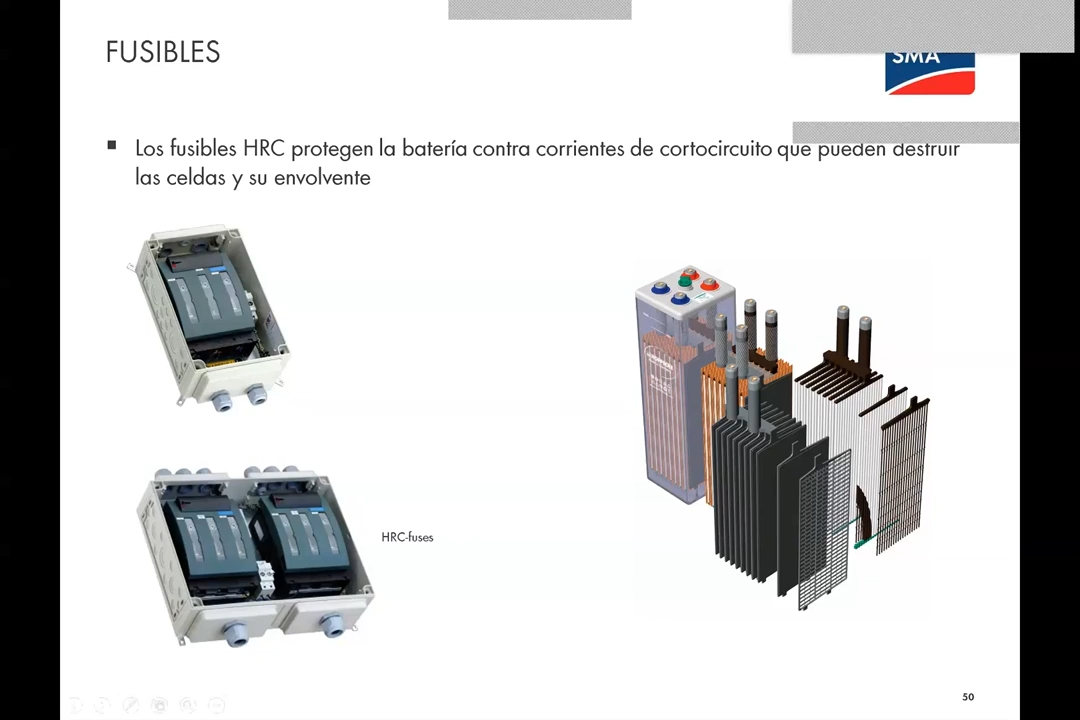 FUSIBLES
SMA
▪ Los fusibles HRC protegen la batería contra corrientes de cortocircuito que pueden destruir
las celdas y su envolvente
HRC-fuses
50